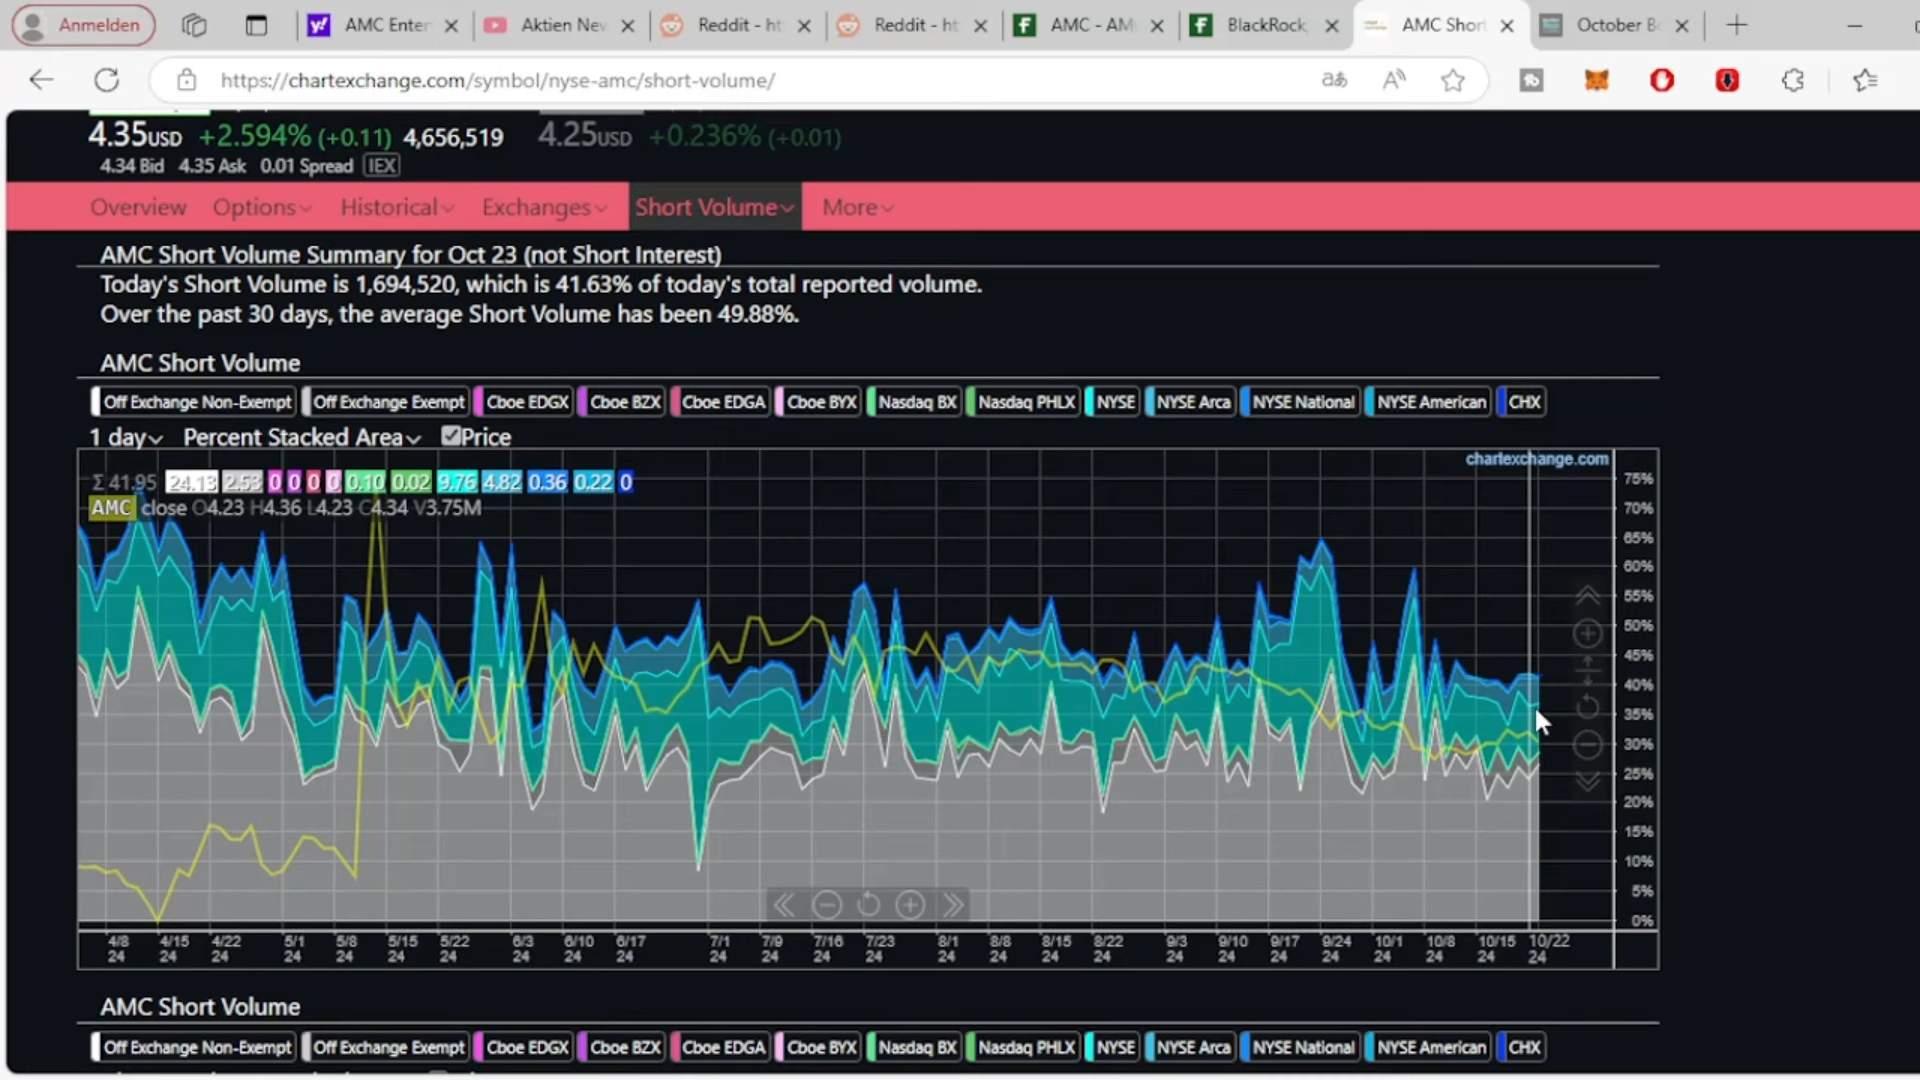 Anmelden
AMC Enter
Aktien Nev
Reddit - ht
Reddit - ht
AMC - AM
BlackRock,
AMC Short
October B
https://chartexchange.com/symbol/nyse-amc/short-volume/
4.35USD +2.594% (+0.11) 4,656,519 4.25USD +0.236% (+0.01)
4.34 Bid 4.35 Ask 0.01 Spread IEX
Overview Options Historical Exchanges Short Volume More
AMC Short Volume Summary for Oct 23 (not Short Interest)
Today's Short Volume is 1,694,520, which is 41.63% of today's total reported volume.
Over the past 30 days, the average Short Volume has been 49.88%.
AMC Short Volume
Off Exchange Non-Exempt Off Exchange Exempt Cboe EDGX Cboe BZX Cboe EDGA Cboe BYX Nasdaq BX Nasdaq PHLX NYSE NYSE Arca NYSE National NYSE American CHX
1 day Percent Stacked Area Price
chartexchange.com
Σ 41.95 24.13 2.53 0 0 0 0 0.10 0.02 9.76 4.82 0.36 0.22 0
AMC close O4.23 H4.36 L4.23 C4.34 V3.75M
75%
70%
65%
60%
55%
50%
45%
40%
35%
30%
25%
20%
15%
10%
5%
0%
4/8 4/15 4/22 5/1 5/8 5/15 5/22 6/3 6/10 6/17 7/1 7/9 7/16 7/23 8/1 8/8 8/15 8/22 9/3 9/10 9/17 9/24 10/1 10/8 10/15 10/22
24 24 24 24 24 24 24 24 24 24 24 24 24 24 24 24 24 24 24 24 24 24 24 24 24 24
AMC Short Volume
Off Exchange Non-Exempt Off Exchange Exempt Cboe EDGX Cboe BZX Cboe EDGA Cboe BYX Nasdaq BX Nasdaq PHLX NYSE NYSE Arca NYSE National NYSE American CHX